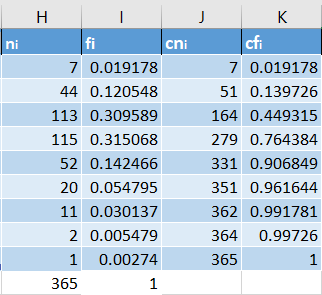 H I J K
ni fi cni cfi
7 0.019178 7 0.019178
44 0.120548 51 0.139726
113 0.309589 164 0.449315
115 0.315068 279 0.764384
52 0.142466 331 0.906849
20 0.054795 351 0.961644
11 0.030137 362 0.991781
2 0.005479 364 0.99726
1 0.00274 365 1
365 1